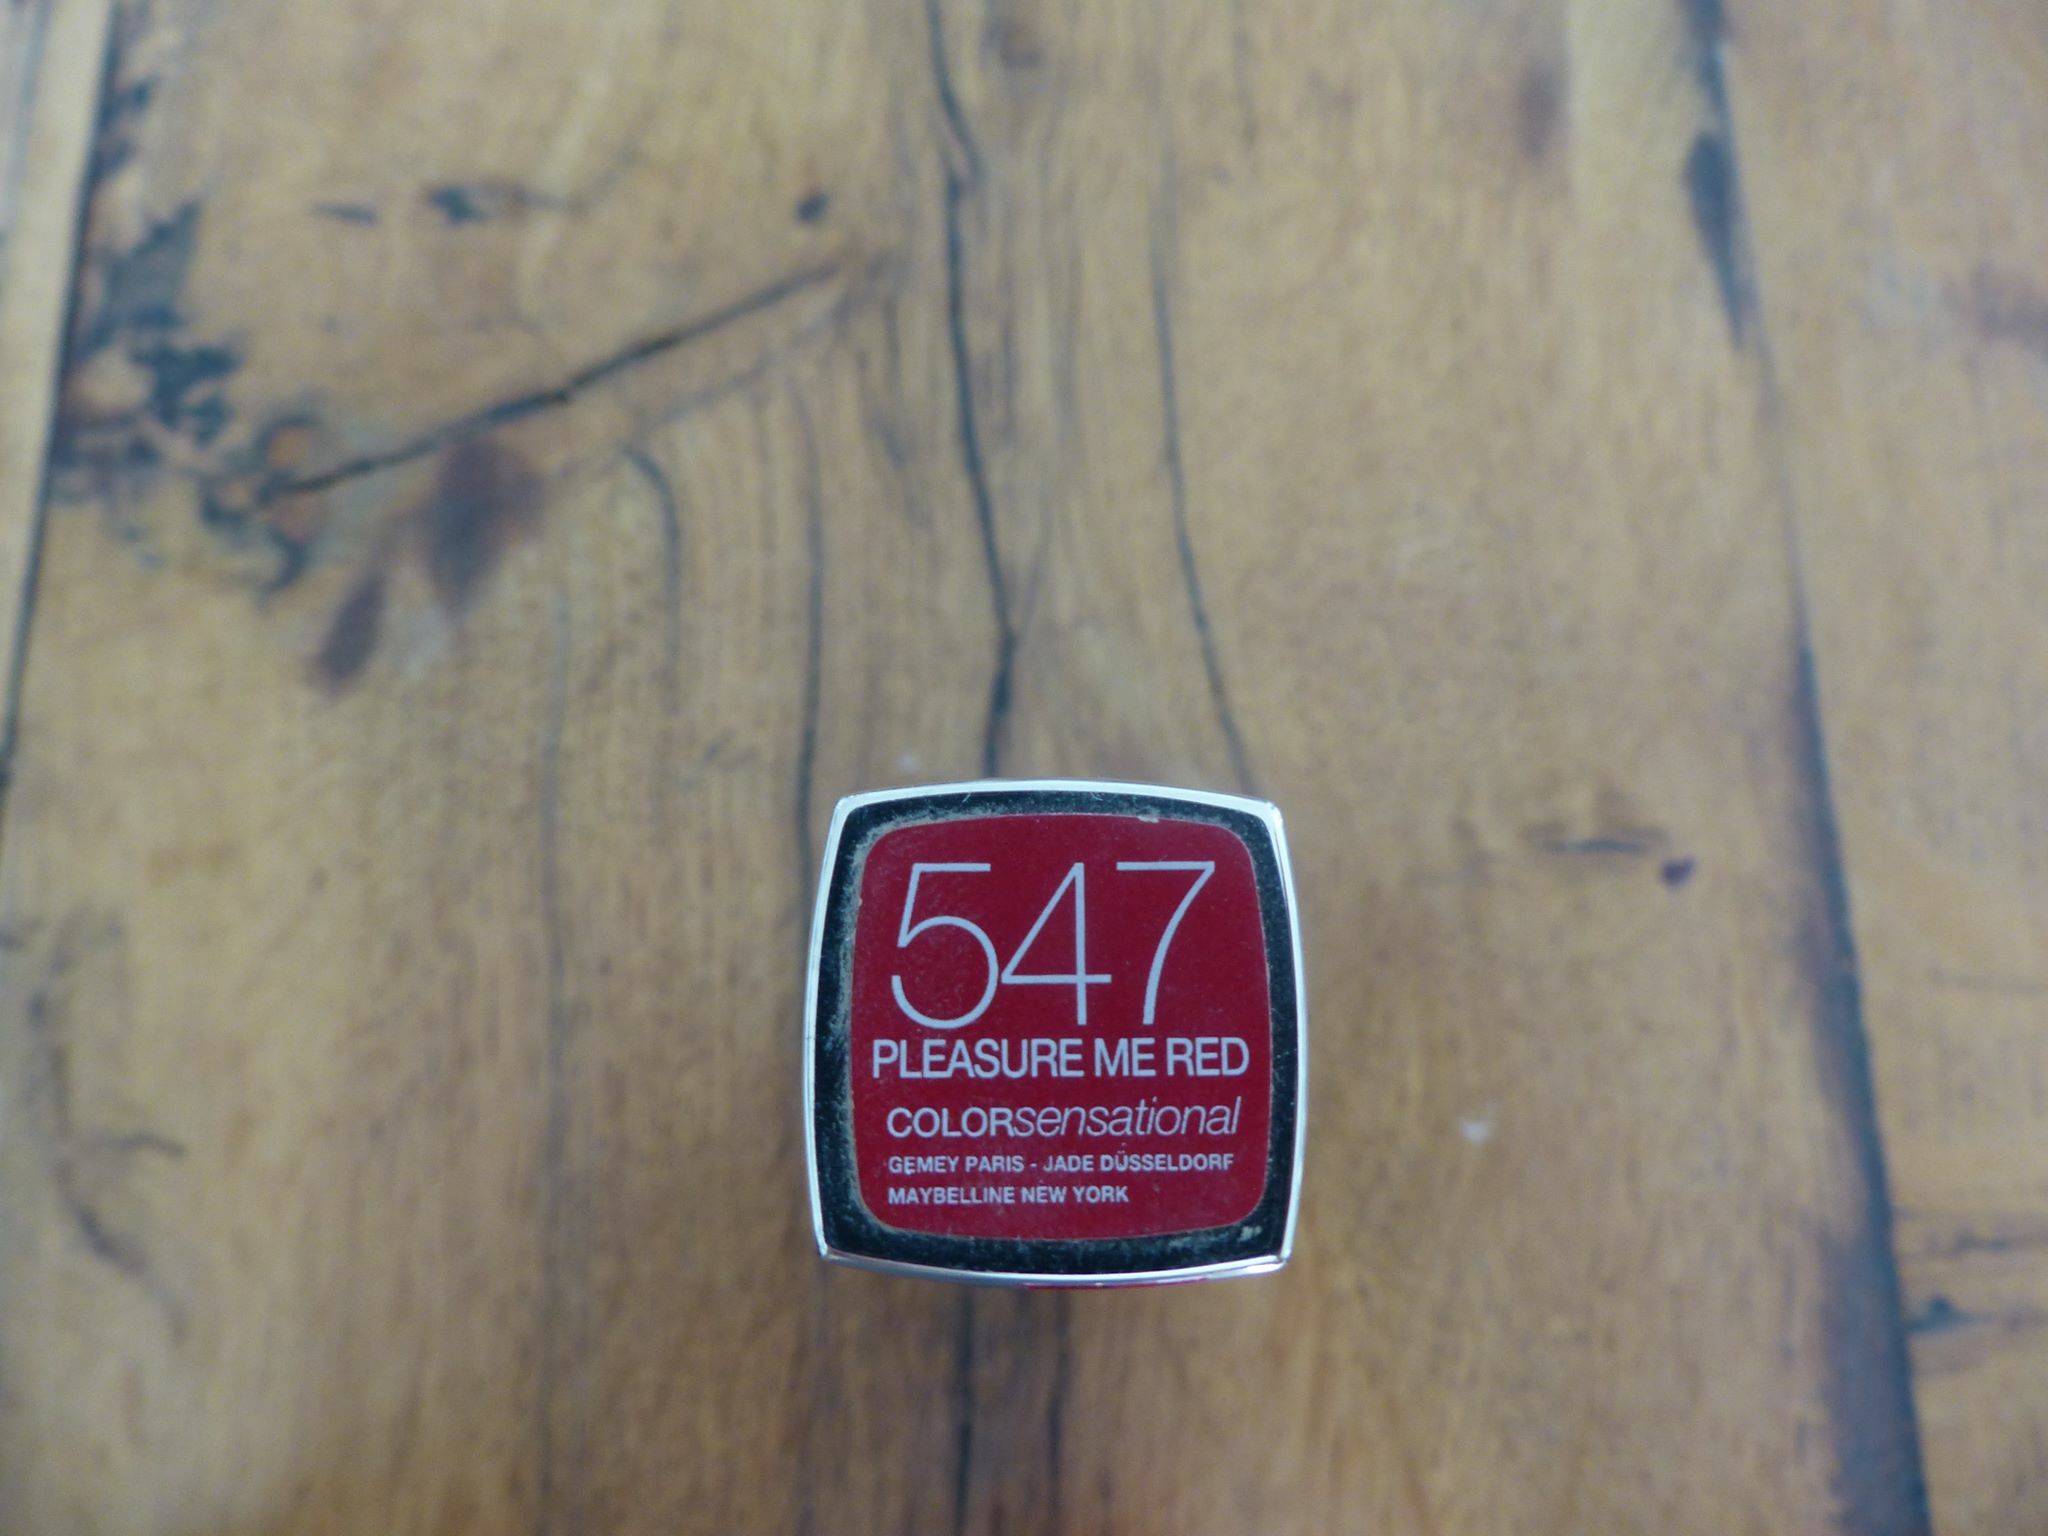 547
PLEASURE ME RED
COLORsensational
GEMEY PARIS - JADE DÜSSELDORF
MAYBELLINE NEW YORK